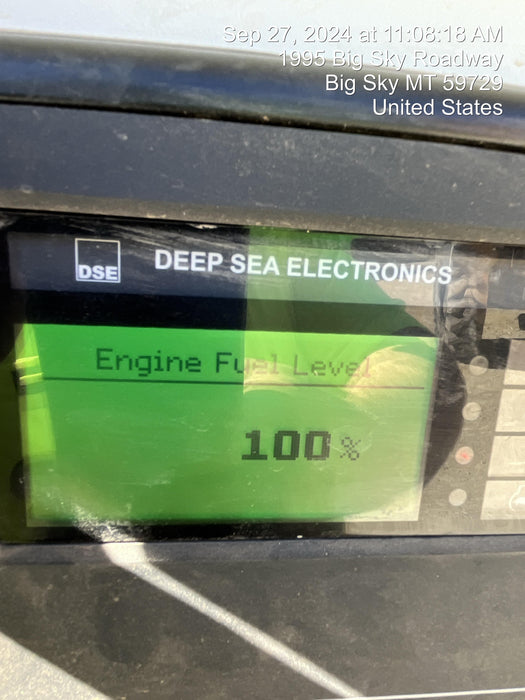 Sep 27, 2024 at 11:08:18 AM
1995 Big Sky Roadway
Big Sky MT 59729
United States
DSE
DEEP SEA ELECTRONICS
Engine Fuel Level
100%